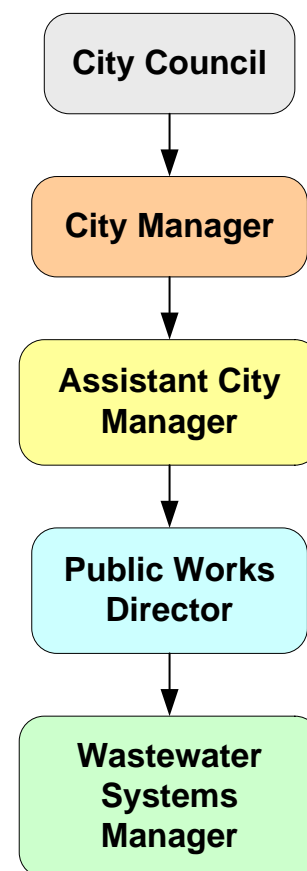 City Council
City Manager
Assistant City
Manager
Public Works
Director
Wastewater
Systems
Manager